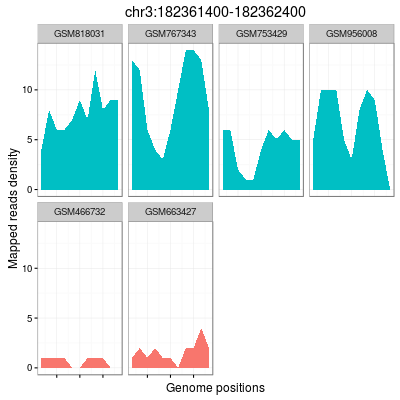 chr3:182361400-182362400
GSM818031 GSM767343 GSM753429 GSM956008
10
5
0
Mapped reads density
GSM466732 GSM663427
10
5
0
Genome positions